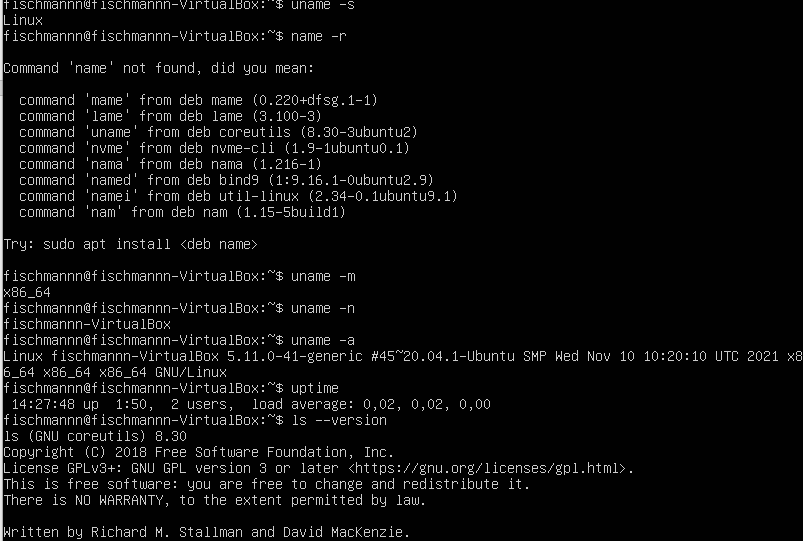 fischmannn@fischmannn-VirtualBox:~$ uname -s
Linux
fischmannn@fischmannn-VirtualBox:~$ name -r
Command 'name' not found, did you mean:
command 'mame' from deb mame (0.220+dfsg.1-1)
command 'lame' from deb lame (3.100-3)
command 'uname' from deb coreutils (8.30-3ubuntu2)
command 'nvme' from deb nvme-cli (1.9-1ubuntu0.1)
command 'nama' from deb nama (1.216-1)
command 'named' from deb bind9 (1:9.16.1-0ubuntu2.9)
command 'namei' from deb util-linux (2.34-0.1ubuntu9.1)
command 'nam' from deb nam (1.15-5build1)
Try: sudo apt install <deb name>
fischmannn@fischmannn-VirtualBox:~$ uname -m
x86_64
fischmannn@fischmannn-VirtualBox:~$ uname -n
fischmannn-VirtualBox
fischmannn@fischmannn-VirtualBox:~$ uname -a
Linux fischmannn-VirtualBox 5.11.0-41-generic #45~20.04.1-Ubuntu SMP Wed Nov 10 10:20:10 UTC 2021 x8
6_64 x86_64 x86_64 GNU/Linux
fischmannn@fischmannn-VirtualBox:~$ uptime
14:27:48 up  1:50,  2 users,  load average: 0,02, 0,02, 0,00
fischmannn@fischmannn-VirtualBox:~$ ls --version
ls (GNU coreutils) 8.30
Copyright (C) 2018 Free Software Foundation, Inc.
License GPLv3+: GNU GPL version 3 or later <https://gnu.org/licenses/gpl.html>.
This is free software: you are free to change and redistribute it.
There is NO WARRANTY, to the extent permitted by law.
Written by Richard M. Stallman and David MacKenzie.